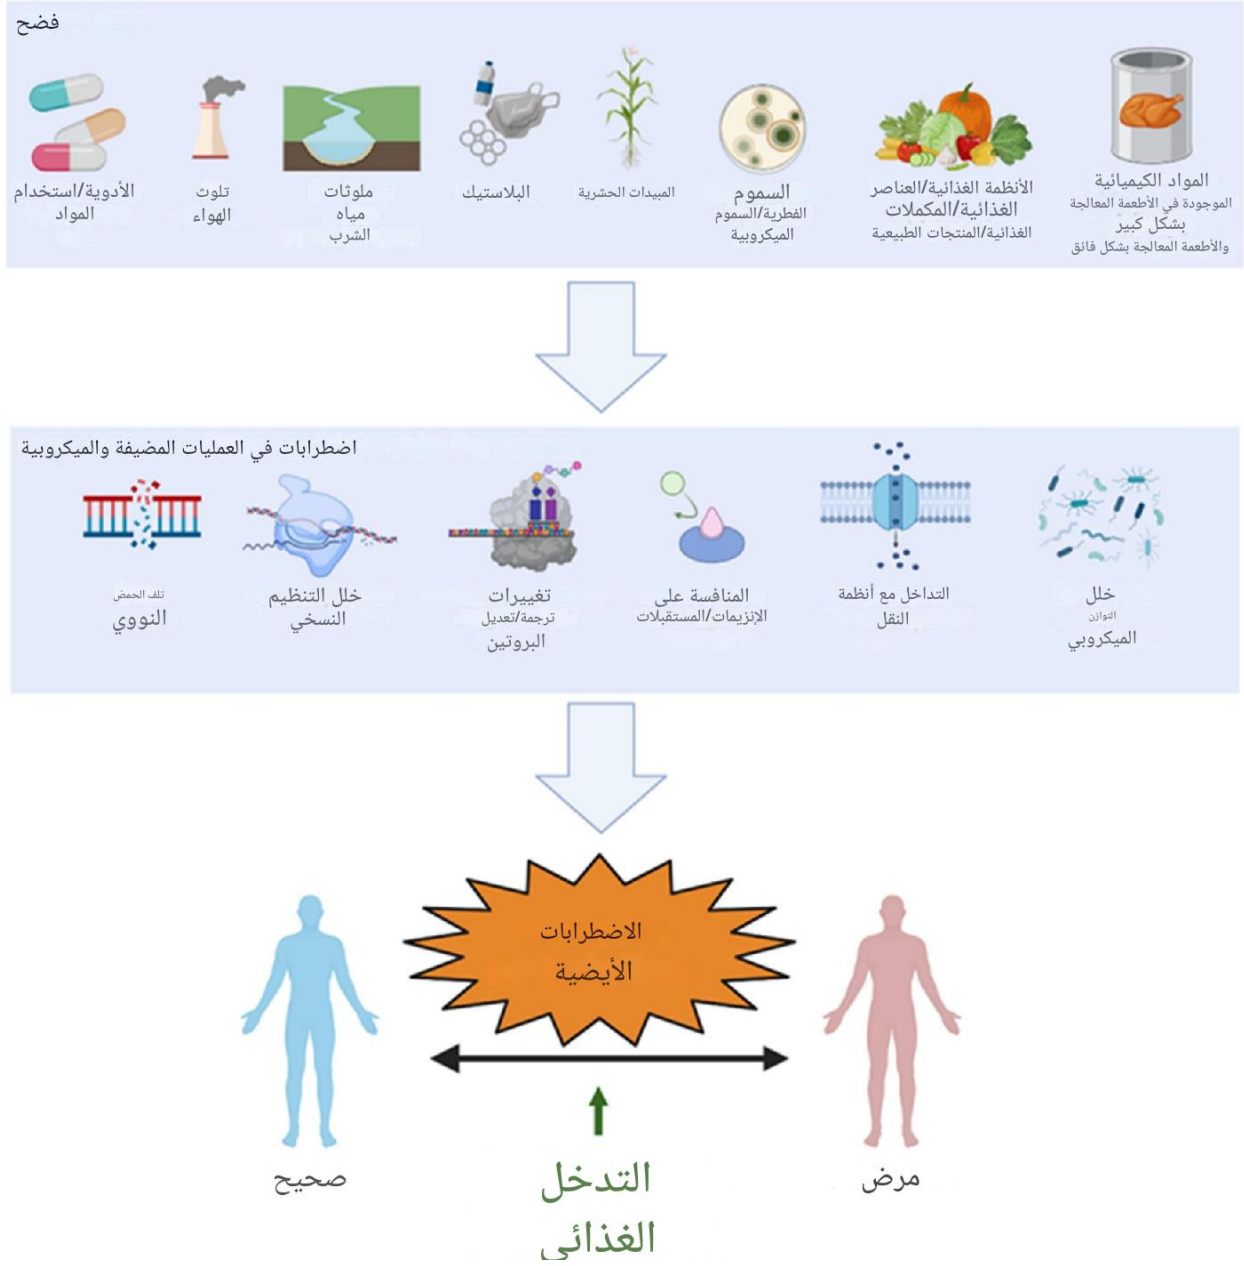 فضح
الأدوية/استخدام
المواد
تلوث
الهواء
ملوثات
مياه
الشرب
البلاستيك
المبيدات الحشرية
السموم
الفطرية/السموم
الميكروبية
الأنظمة الغذائية/العناصر
الغذائية/المكملات
الغذائية/المنتجات الطبيعية
المواد الكيميائية
الموجودة في الأطعمة المعالجة
بشكل كبير
والأطعمة المعالجة بشكل فائق
اضطرابات في العمليات المضيفة والميكروبية
تلف الحمض
النووي
خلل التنظيم
النسخي
تغييرات
ترجمة/تعديل
البروتين
المنافسة على
الإنزيمات/المستقبلات
التداخل مع أنظمة
النقل
خلل
التوازن
الميكروبي
الاضطرابات
الأيضية
صحيح
مرض
التدخل
الغذائي